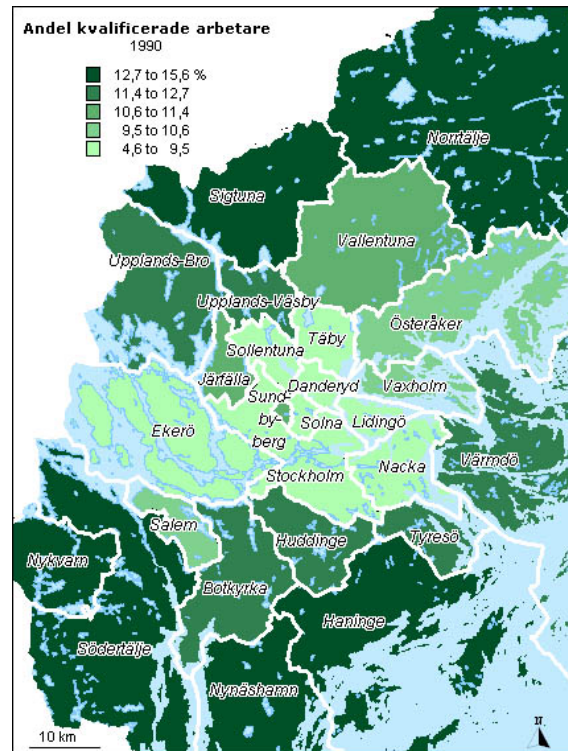 Andel kvalificerade arbetare
1990
12,7 to 15,6 %
11,4 to 12,7
10,6 to 11,4
9,5 to 10,6
4,6 to 9,5
Norrtälje
Sigtuna
Vallentuna
Upplands-Bro
Upplands-Väsby
Österåker
Täby
Sollentuna
Järfälla
Danderyd
Vaxholm
Sund-
by-
berg
Solna
Lidingö
Ekerö
Värmdö
Stockholm
Nacka
Salem
Huddinge
Tyresö
Nykvarn
Botkyrka
Haninge
Södertälje
Nynäshamn
10 km
N